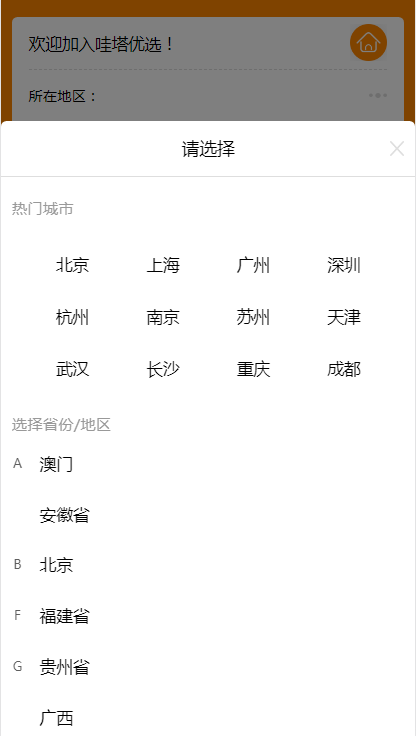 欢迎加入哇塔优选！
所在地区：
请选择
热门城市
北京 上海 广州 深圳
杭州 南京 苏州 天津
武汉 长沙 重庆 成都
选择省份/地区
A 澳门
安徽省
B 北京
F 福建省
G 贵州省
广西